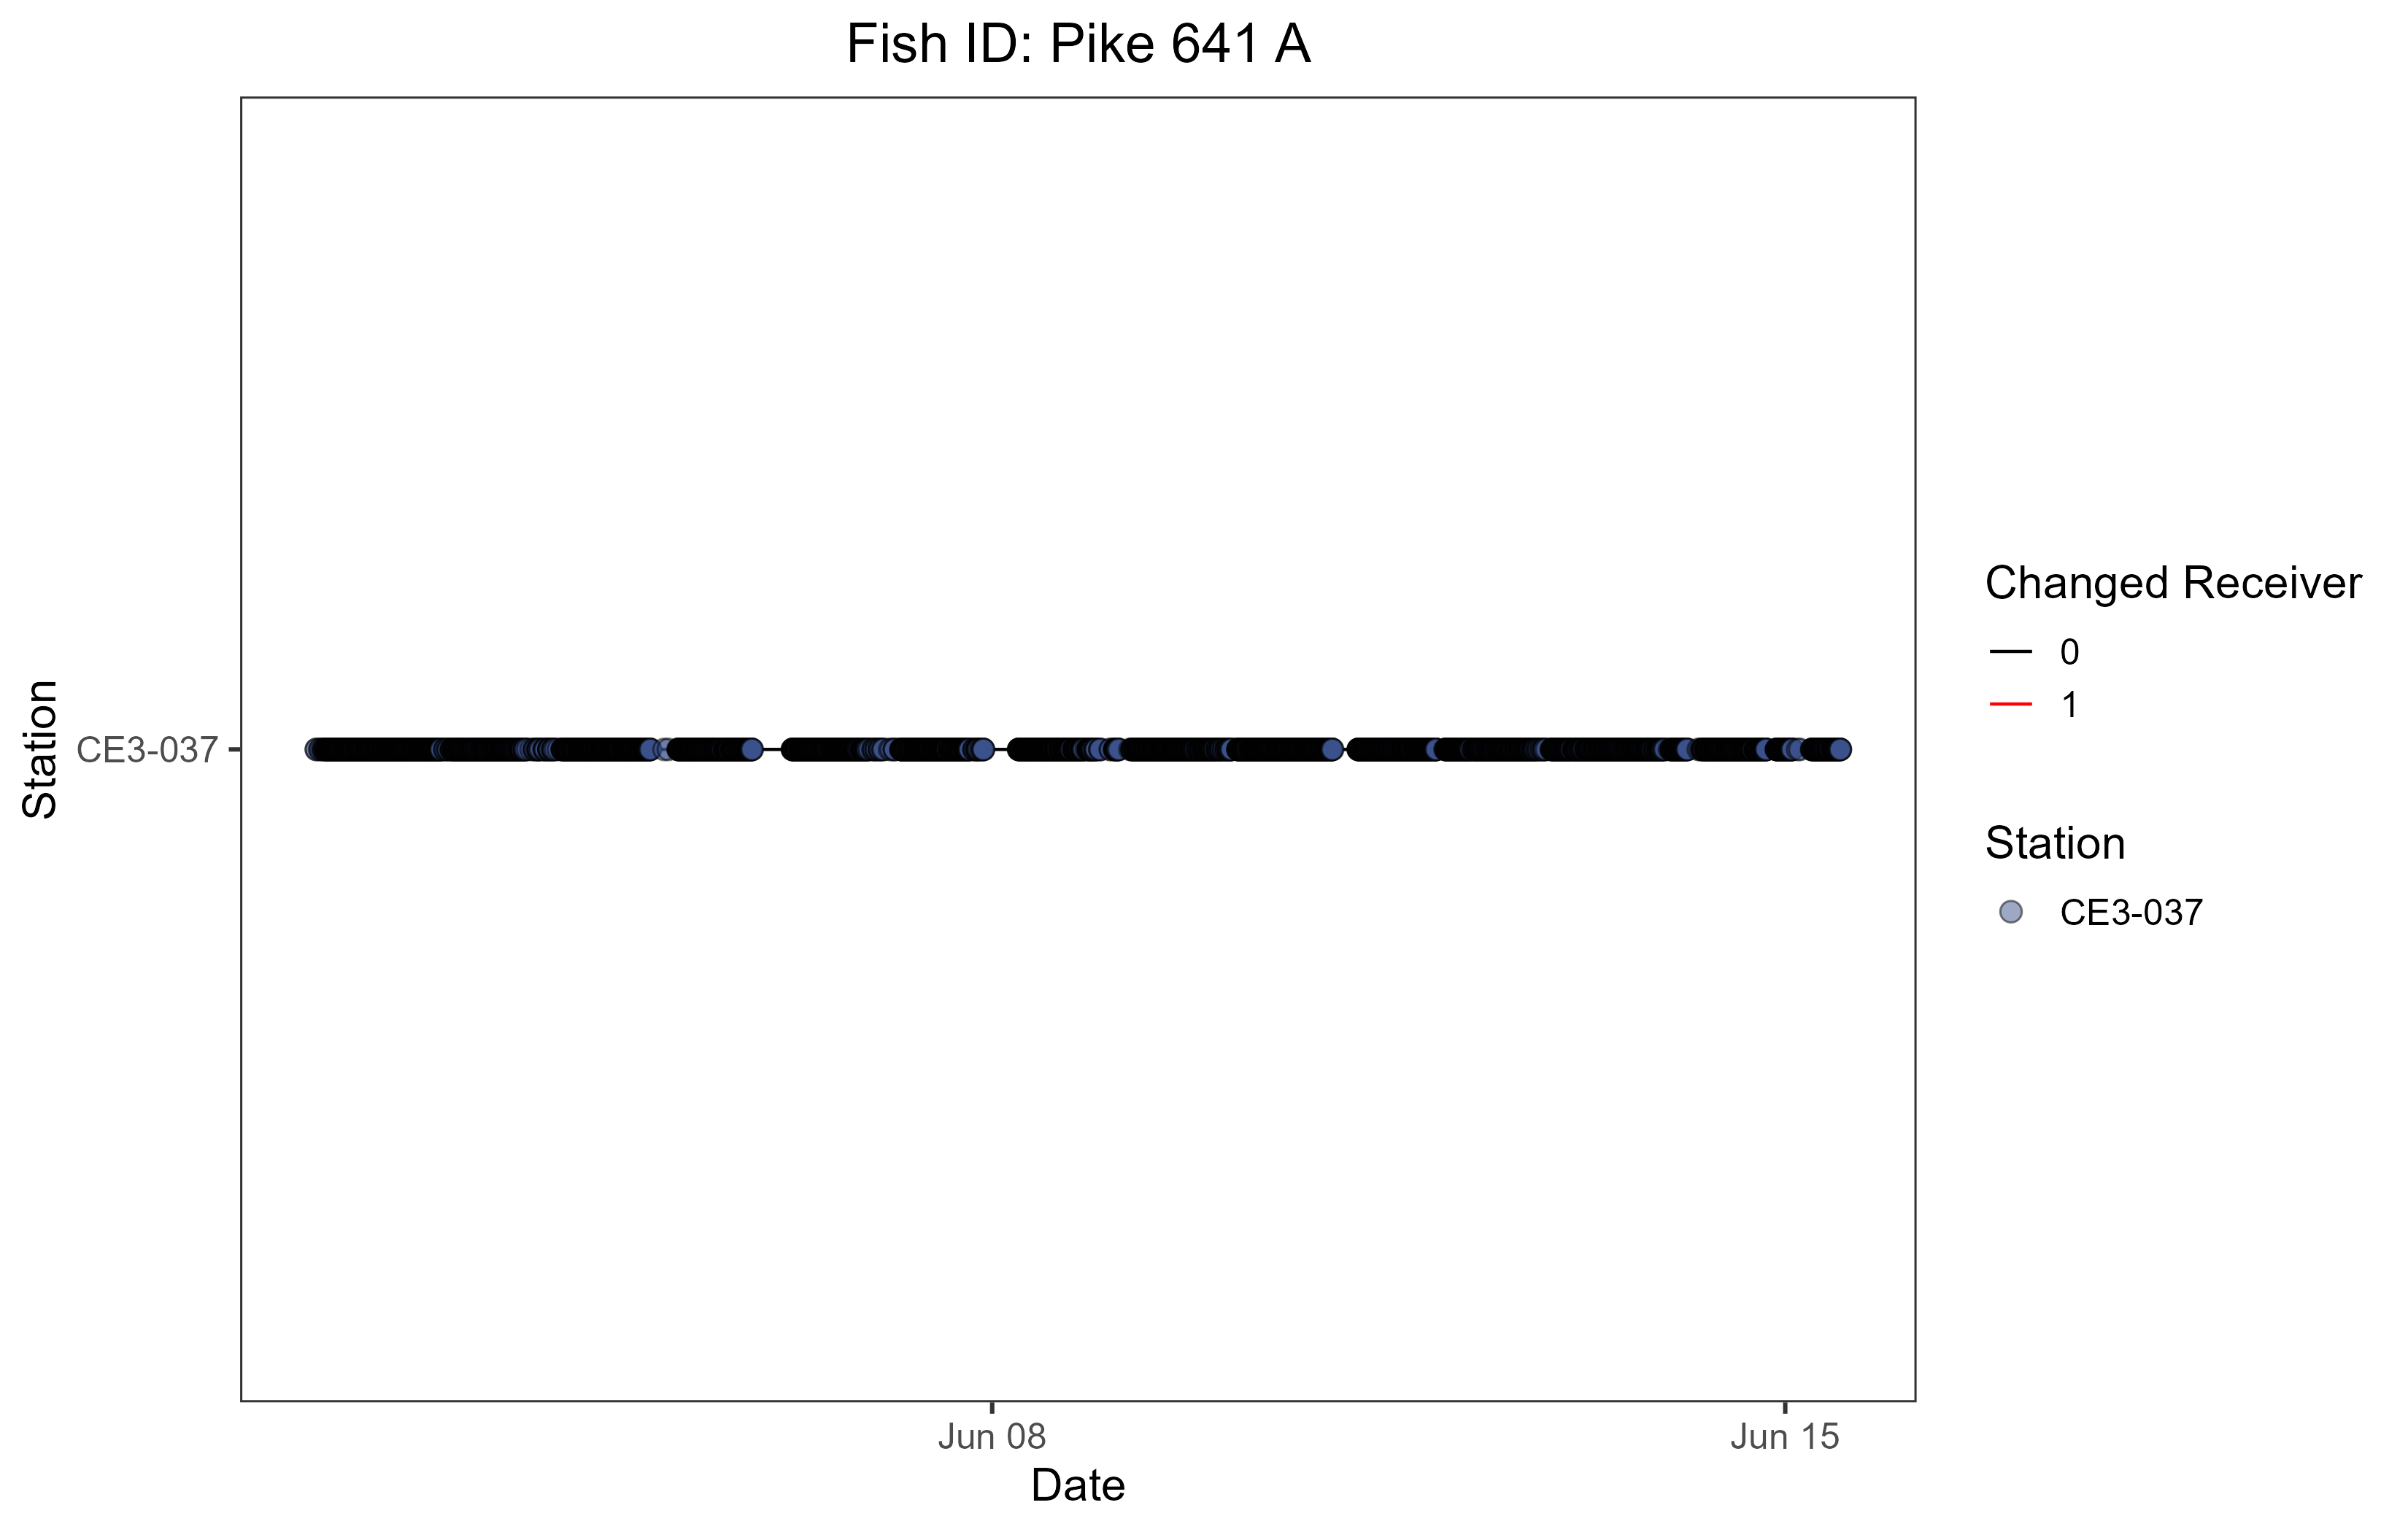 Fish ID: Pike 641 A
Station
CE3-037
Jun 08
Jun 15
Date
Changed Receiver
0
1
Station
CE3-037